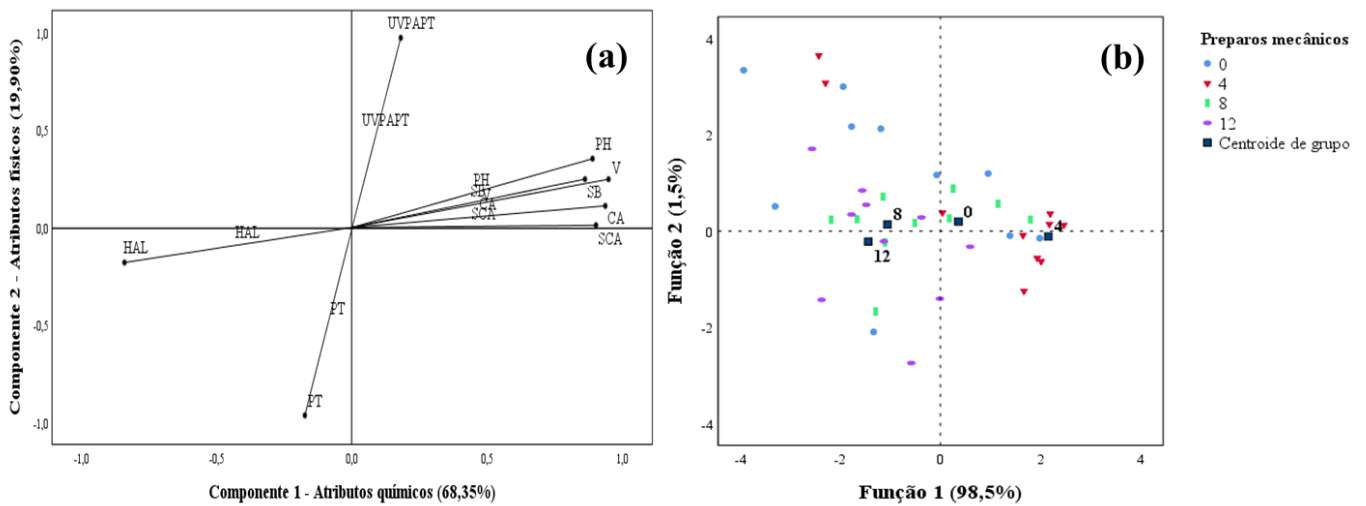 Componente 2 - Atributos físicos (19,90%)
1,0
0,5
0,0
-0,5
-1,0
(a)
UVPAPT
UVPAPT
PH
V
PH
SB
SB
V
CA
SCA
CA
SCA
HAL
HAL
PT
PT
-1,0
-0,5
0,0
0,5
1,0
Componente 1 - Atributos químicos (68,35%)
Função 2 (1,5%)
4
2
0
-2
-4
(b)
8
0
4
12
-4
-2
0
2
4
Função 1 (98,5%)
Preparos mecânicos
0
4
8
12
Centroide de grupo